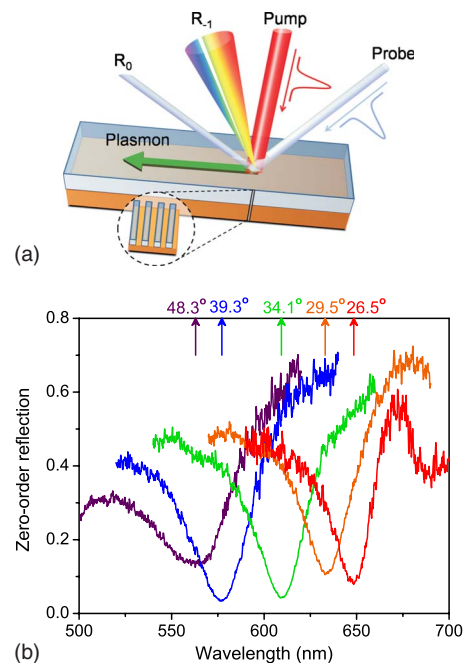 R₋₁
Pump
R₀
Probe
Plasmon
(a)
48.3° 39.3° 34.1° 29.5° 26.5°
0.8
0.6
0.4
0.2
0.0
Zero-order reflection
500 550 600 650 700
Wavelength (nm)
(b)